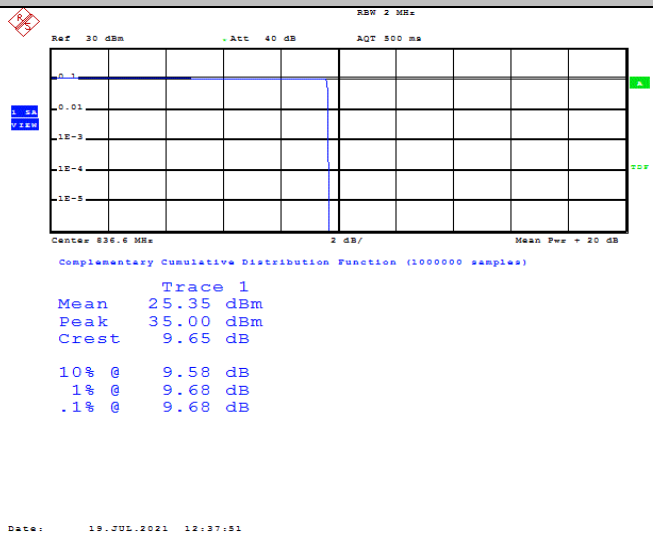 RBW 2 MHz
Ref 30 dBm Att 40 dB AQT 500 ms
0.1
A
1 SA
0.01
VIEW
1E-3
1E-4
TDF
1E-5
Center 836.6 MHz 2 dB/ Mean Pwr + 20 dB
Complementary Cumulative Distribution Function (1000000 samples)
Trace 1
Mean 25.35 dBm
Peak 35.00 dBm
Crest 9.65 dB
10% @ 9.58 dB
1% @ 9.68 dB
.1% @ 9.68 dB
Date: 19.JUL.2021 12:37:51